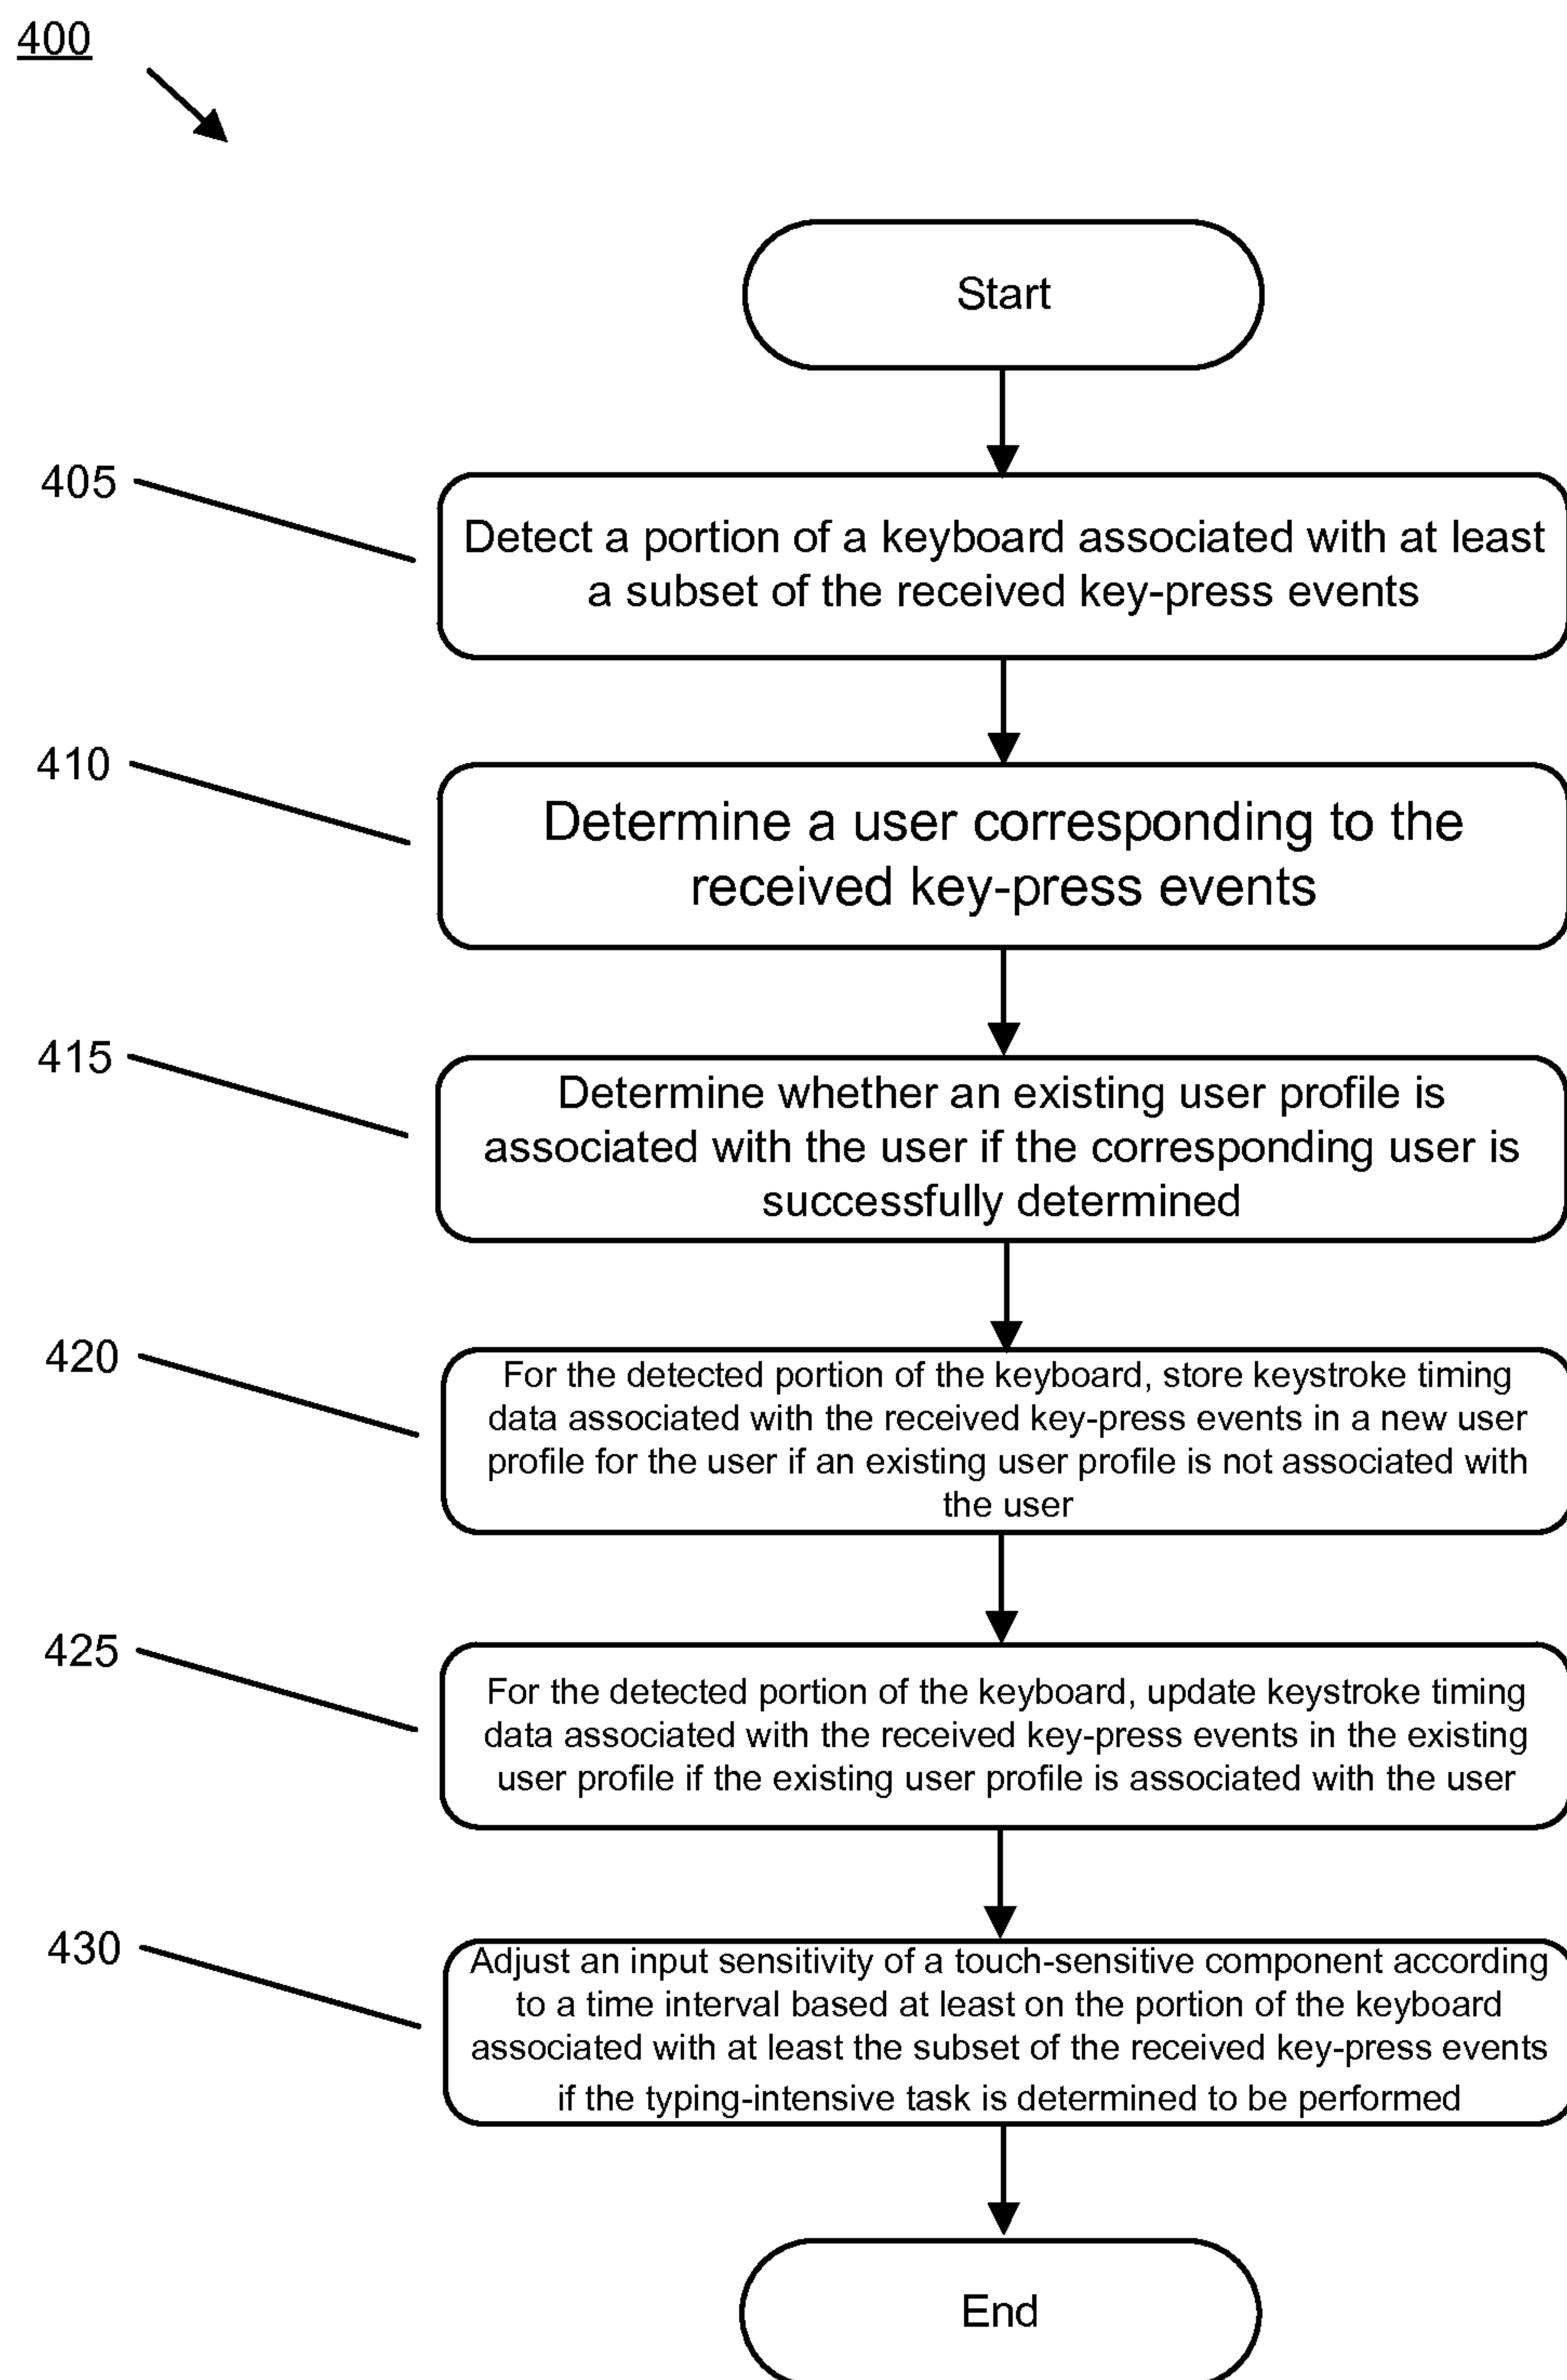 400
Start
405
Detect a portion of a keyboard associated with at least
a subset of the received key-press events
410
Determine a user corresponding to the
received key-press events
415
Determine whether an existing user profile is
associated with the user if the corresponding user is
successfully determined
420
For the detected portion of the keyboard, store keystroke timing
data associated with the received key-press events in a new user
profile for the user if an existing user profile is not associated with
the user
425
For the detected portion of the keyboard, update keystroke timing
data associated with the received key-press events in the existing
user profile if the existing user profile is associated with the user
430
Adjust an input sensitivity of a touch-sensitive component according
to a time interval based at least on the portion of the keyboard
associated with at least the subset of the received key-press events
if the typing-intensive task is determined to be performed
End